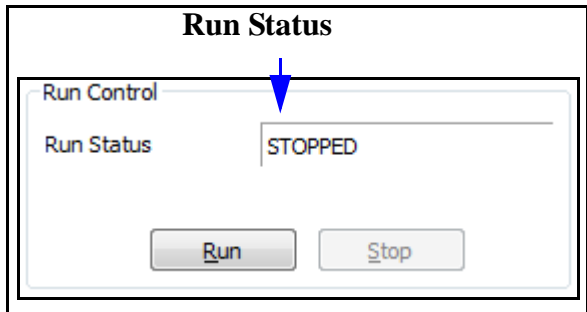 Run Status
Run Control
Run Status STOPPED
Run Stop